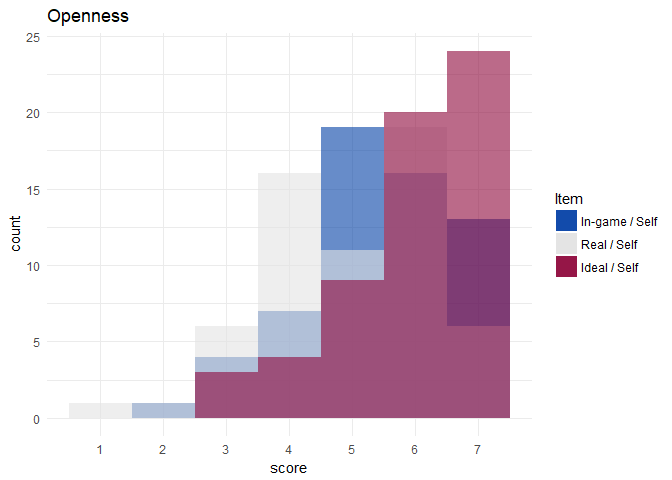 Openness
25
20
15
10
5
0
count
1 2 3 4 5 6 7
score
Item
In-game / Self
Real / Self
Ideal / Self